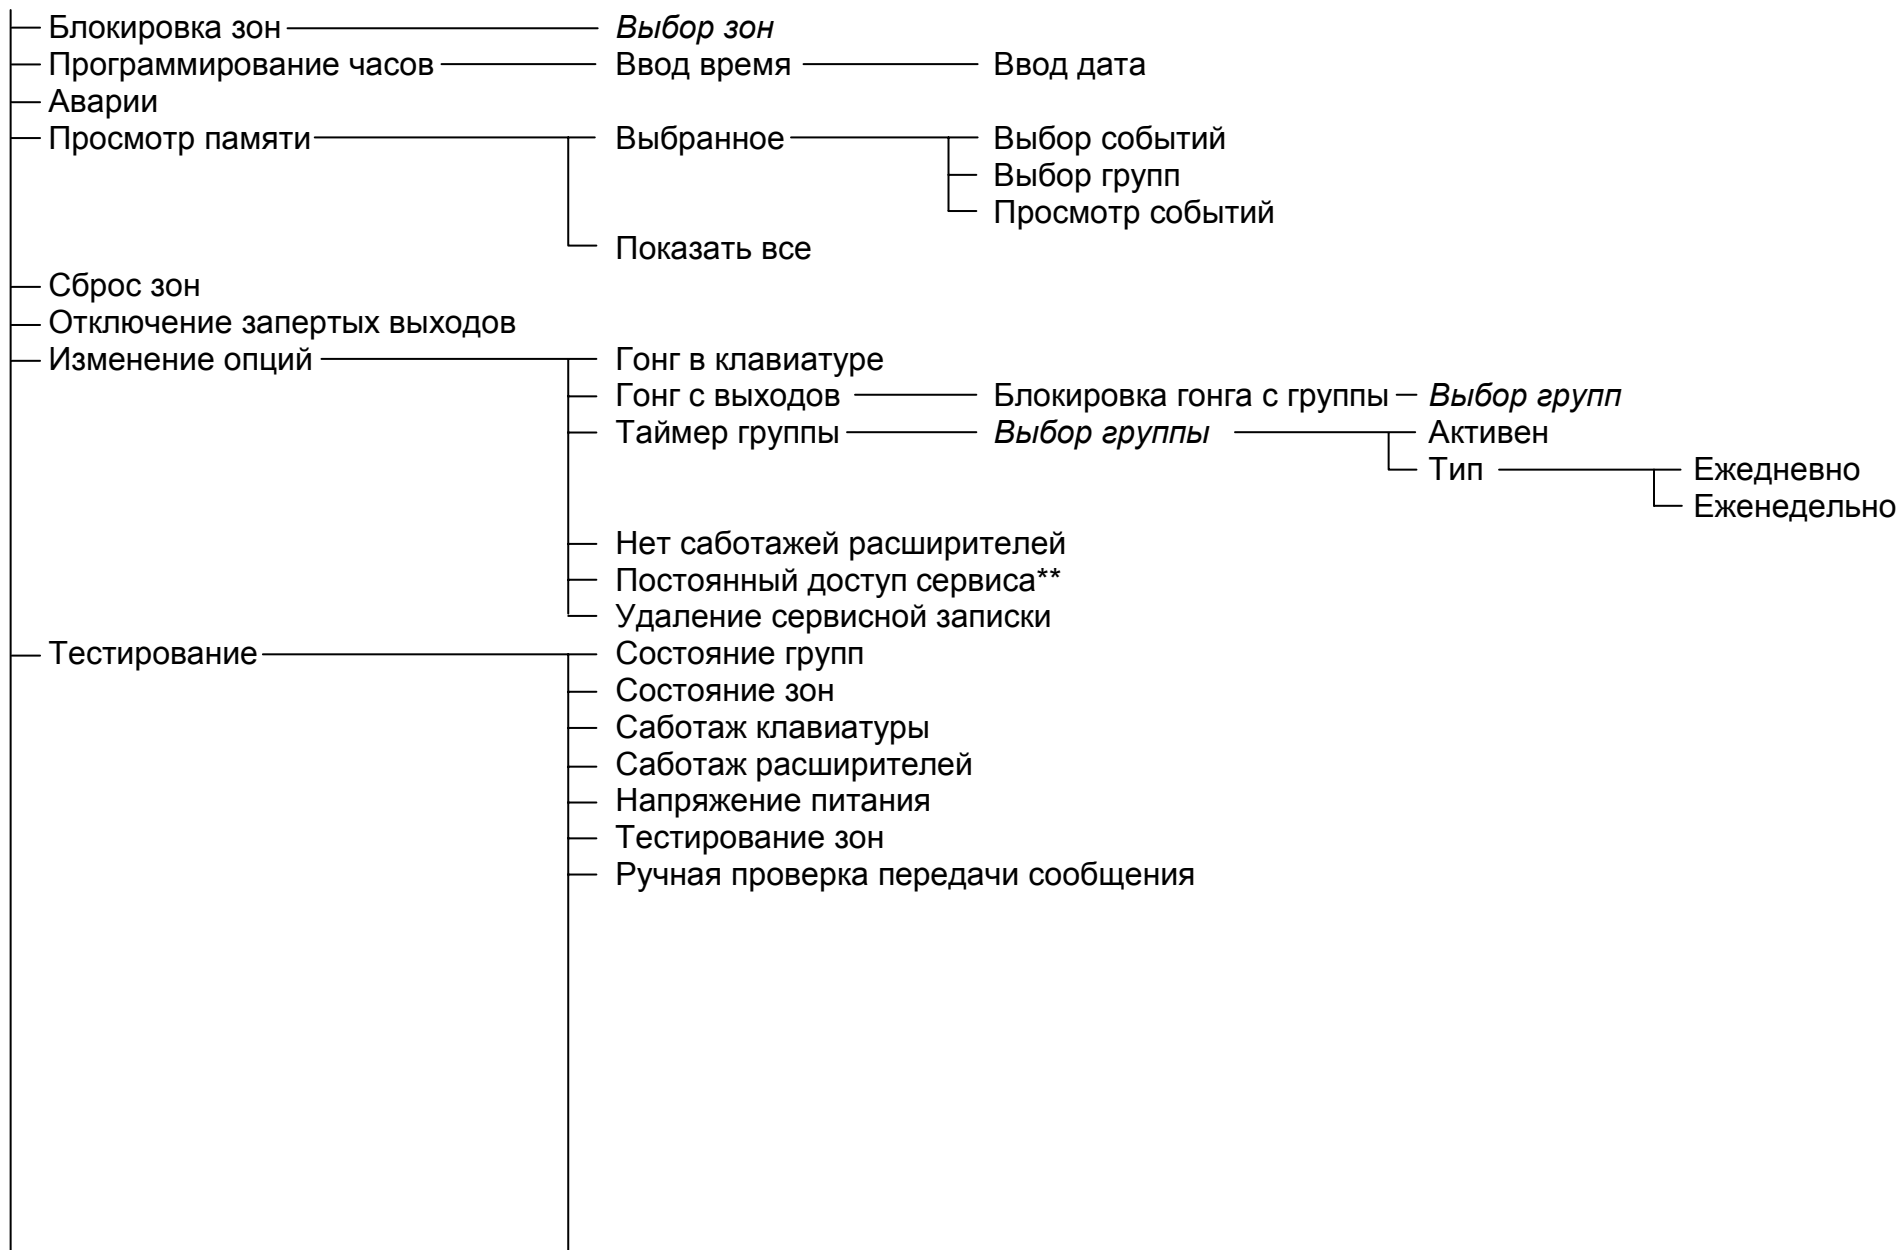 Блокировка зон Выбор зон
Программирование часов Ввод время Ввод дата
Аварии
Просмотр памяти Выбранное Выбор событий
Выбор групп
Просмотр событий
Показать все
Сброс зон
Отключение запертых выходов
Изменение опций Гонг в клавиатуре
Гонг с выходов Блокировка гонга с группы Выбор групп
Таймер группы Выбор группы Активен
Тип Ежедневно
Еженедельно
Нет саботажей расширителей
Постоянный доступ сервиса**
Удаление сервисной записки
Тестирование Состояние групп
Состояние зон
Саботаж клавиатуры
Саботаж расширителей
Напряжение питания
Тестирование зон
Ручная проверка передачи сообщения